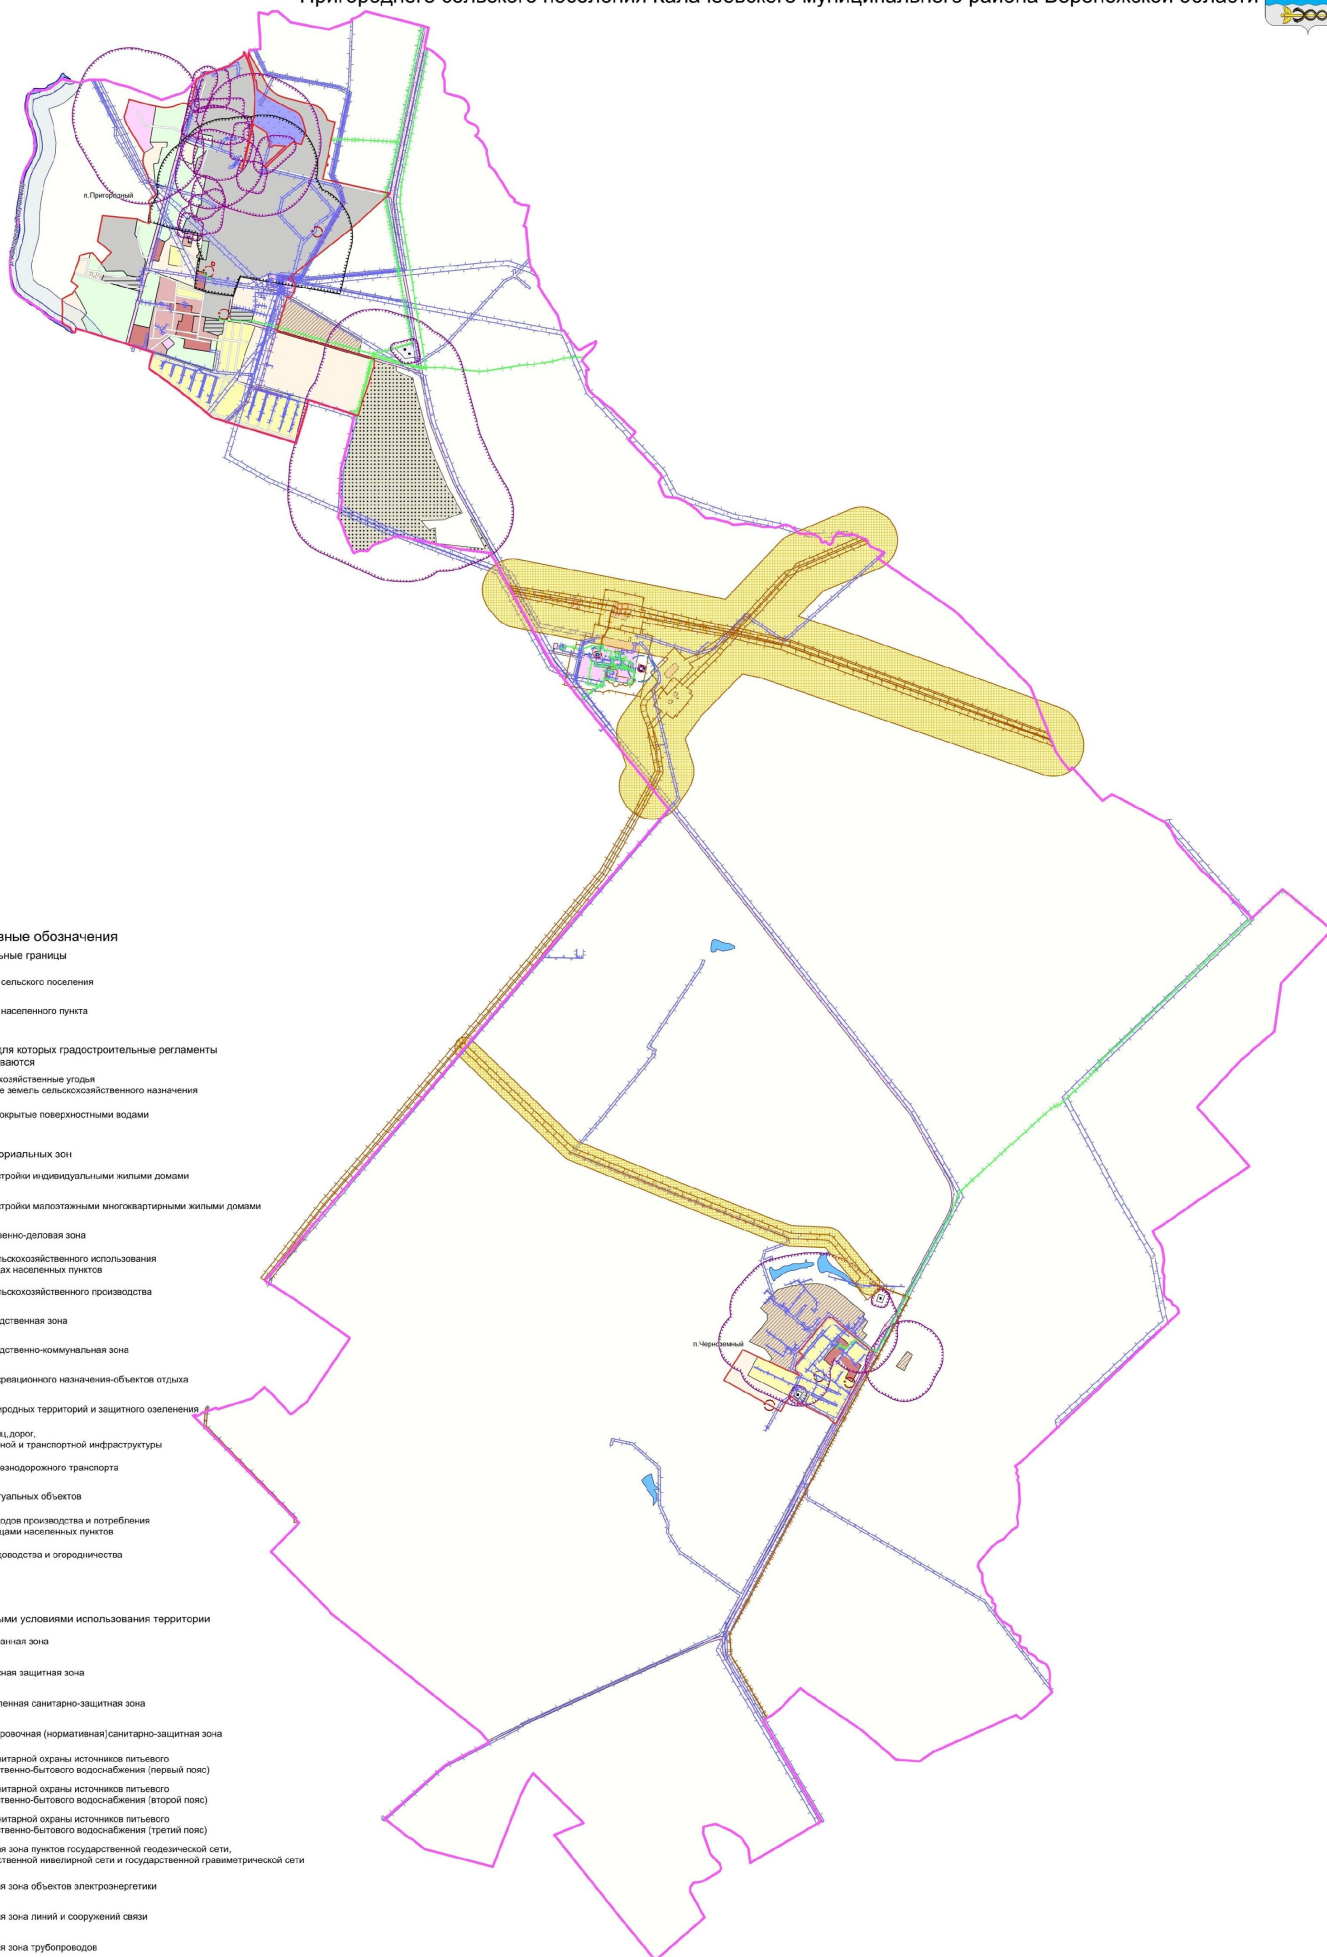 Пригородного сельского поселения Калачеевского муниципального района Воронежской области
п.Пригородный
вные обозначения
ьные границы
сельского поселения
населенного пункта
для которых градостроительные регламенты
ваются
хозяйственные угодья
е земель сельскохозяйственного назначения
окрытые поверхностными водами
ориальных зон
стройки индивидуальными жилыми домами
стройки малоэтажными многоквартирными жилыми домами
венно-деловая зона
льскохозяйственного использования
цах населенных пунктов
льскохозяйственного производства
дственная зона
дственно-коммунальная зона
креационного назначения-объектов отдыха
иродных территорий и защитного озеленения
иц,дорог,
ной и транспортной инфраструктуры
езнодорожного транспорта
туальных объектов
одов производства и потребления
цами населенных пунктов
доводства и огородничества
п.Черноземный
ыми условиями использования территории
анная зона
ная защитная зона
ленная санитарно-защитная зона
ровочная (нормативная)санитарно-защитная зона
нитарной охраны источников питьевого
твенно-бытового водоснабжения (первый пояс)
нитарной охраны источников питьевого
твенно-бытового водоснабжения (второй пояс)
нитарной охраны источников питьевого
твенно-бытового водоснабжения (третий пояс)
я зона пунктов государственной геодезической сети,
ственной нивелирной сети и государственной гравиметрической сети
я зона объектов электроэнергетики
я зона линий и сооружений связи
я зона трубопроводов